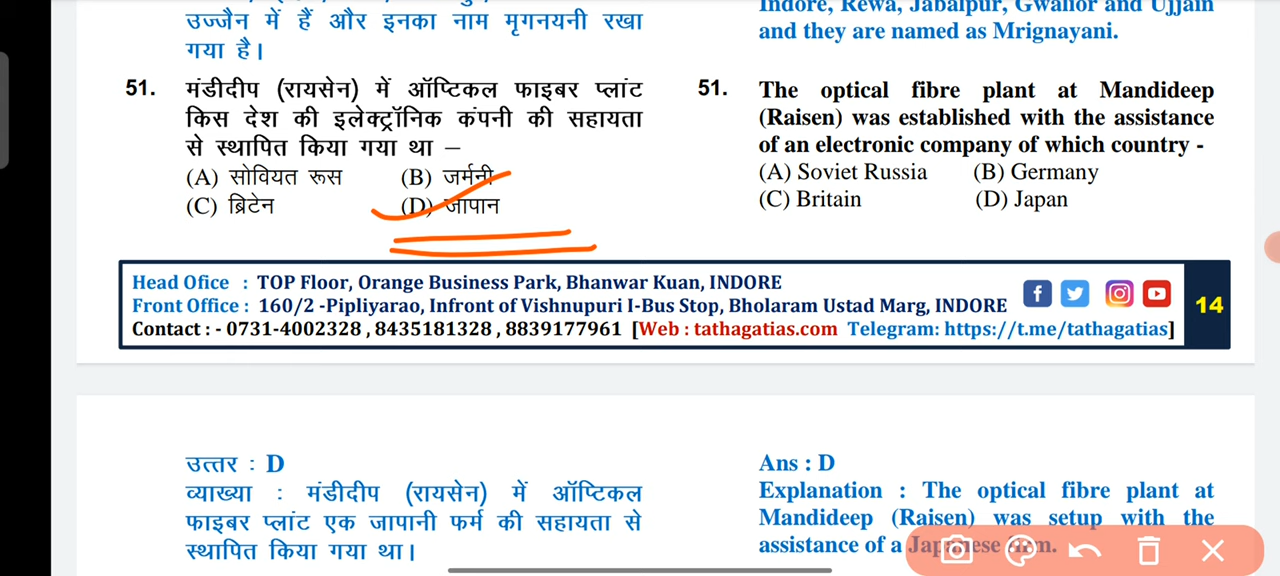 उज्जैन में हैं और इनका नाम मृगनयनी रखा
गया है।
51. मंडीदीप (रायसेन) में ऑप्टिकल फाइबर प्लांट
किस देश की इलेक्ट्रॉनिक कंपनी की सहायता
से स्थापित किया गया था –
(A) सोवियत रूस (B) जर्मनी
(C) ब्रिटेन (D) जापान
Indore, Rewa, Jabalpur, Gwalior and Ujjain
and they are named as Mrignayani.
51. The optical fibre plant at Mandideep
(Raisen) was established with the assistance
of an electronic company of which country -
(A) Soviet Russia (B) Germany
(C) Britain (D) Japan
Head Ofice : TOP Floor, Orange Business Park, Bhanwar Kuan, INDORE
Front Office : 160/2 -Pipliyarao, Infront of Vishnupuri I-Bus Stop, Bholaram Ustad Marg, INDORE
Contact : - 0731-4002328 , 8435181328 , 8839177961 [Web : tathagatias.com Telegram: https://t.me/tathagatias]
14
उत्तर : D
व्याख्या : मंडीदीप (रायसेन) में ऑप्टिकल
फाइबर प्लांट एक जापानी फर्म की सहायता से
स्थापित किया गया था।
Ans : D
Explanation : The optical fibre plant at
Mandideep (Raisen) was setup with the
assistance of a Japanese firm.